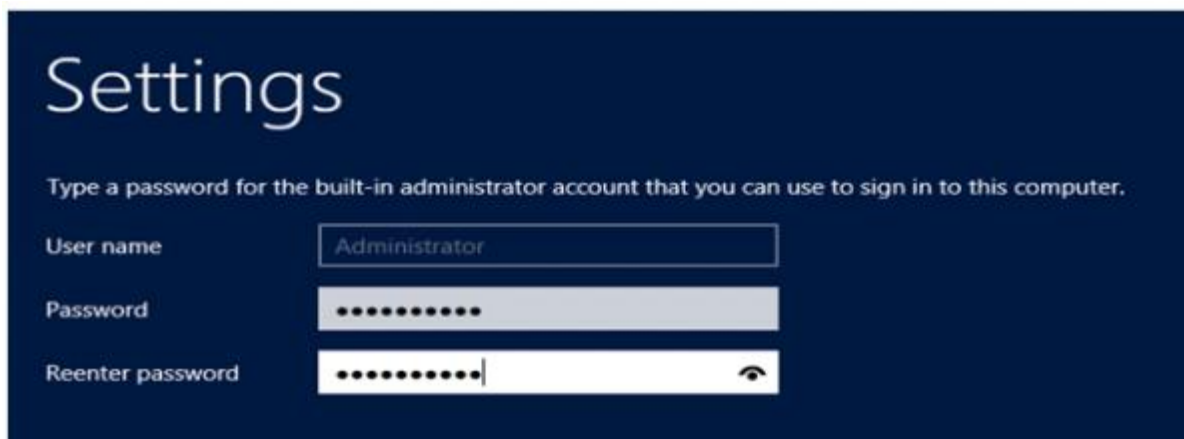 Settings
Type a password for the built-in administrator account that you can use to sign in to this computer.
User name Administrator
Password ••••••••••
Reenter password ••••••••••